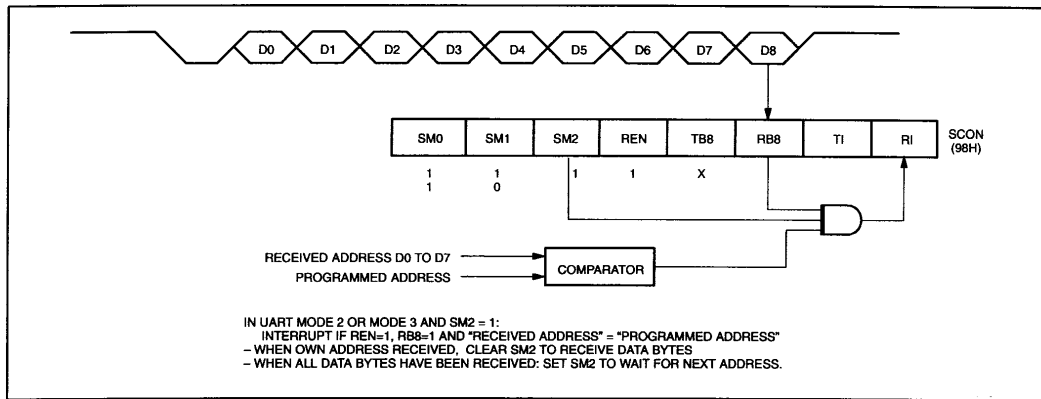 D0 D1 D2 D3 D4 D5 D6 D7 D8
SM0 SM1 SM2 REN TB8 RB8 TI RI
SCON
(98H)
1 1 1 1 X
1 0
RECEIVED ADDRESS D0 TO D7
PROGRAMMED ADDRESS
COMPARATOR
IN UART MODE 2 OR MODE 3 AND SM2 = 1:
INTERRUPT IF REN=1, RB8=1 AND "RECEIVED ADDRESS" = "PROGRAMMED ADDRESS"
– WHEN OWN ADDRESS RECEIVED, CLEAR SM2 TO RECEIVE DATA BYTES
– WHEN ALL DATA BYTES HAVE BEEN RECEIVED: SET SM2 TO WAIT FOR NEXT ADDRESS.